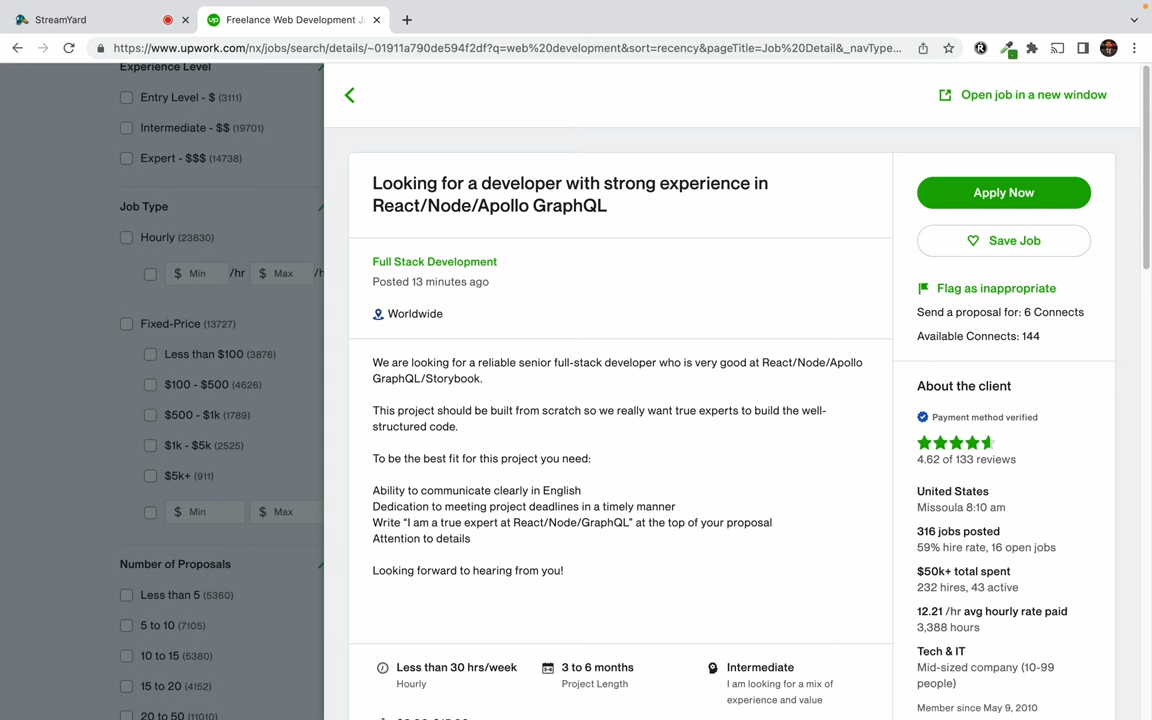 StreamYard
Freelance Web Development J
https://www.upwork.com/nx/jobs/search/details/~01911a790de594f2df?q=web%20development&sort=recency&pageTitle=Job%20Detail&_navType...
Experience Level
Entry Level - $ (3111)
Intermediate - $$ (19701)
Expert - $$$ (14738)
Job Type
Hourly (23830)
$ Min /hr $ Max /h
Fixed-Price (13727)
Less than $100 (3876)
$100 - $500 (4626)
$500 - $1k (1789)
$1k - $5k (2525)
$5k+ (911)
$ Min $ Max
Number of Proposals
Less than 5 (5360)
5 to 10 (7105)
10 to 15 (5380)
15 to 20 (4152)
20 to 50 (11010)
Open job in a new window
Looking for a developer with strong experience in
React/Node/Apollo GraphQL
Full Stack Development
Posted 13 minutes ago
Worldwide
We are looking for a reliable senior full-stack developer who is very good at React/Node/Apollo
GraphQL/Storybook.
This project should be built from scratch so we really want true experts to build the well-
structured code.
To be the best fit for this project you need:
Ability to communicate clearly in English
Dedication to meeting project deadlines in a timely manner
Write "I am a true expert at React/Node/GraphQL" at the top of your proposal
Attention to details
Looking forward to hearing from you!
Less than 30 hrs/week
Hourly
3 to 6 months
Project Length
Intermediate
I am looking for a mix of
experience and value
Apply Now
Save Job
Flag as inappropriate
Send a proposal for: 6 Connects
Available Connects: 144
About the client
Payment method verified
4.62 of 133 reviews
United States
Missoula 8:10 am
316 jobs posted
59% hire rate, 16 open jobs
$50k+ total spent
232 hires, 43 active
12.21 /hr avg hourly rate paid
3,388 hours
Tech & IT
Mid-sized company (10-99
people)
Member since May 9, 2010